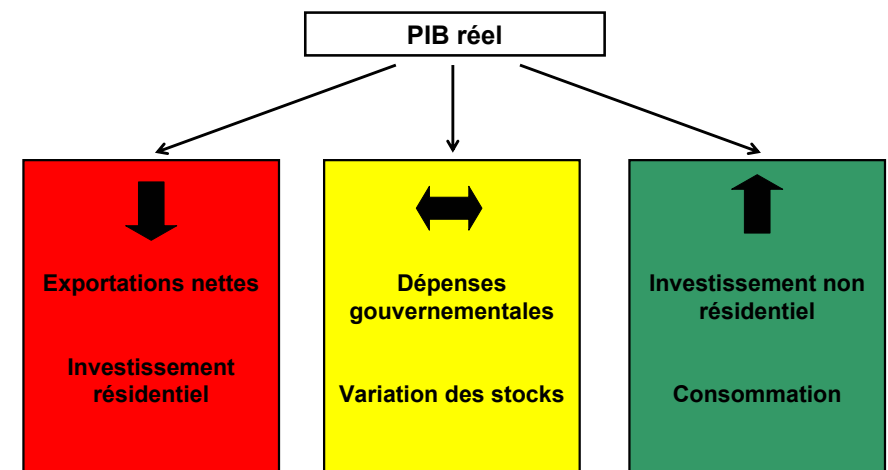 PIB réel
Exportations nettes
Investissement
résidentiel
Dépenses
gouvernementales
Variation des stocks
Investissement non
résidentiel
Consommation